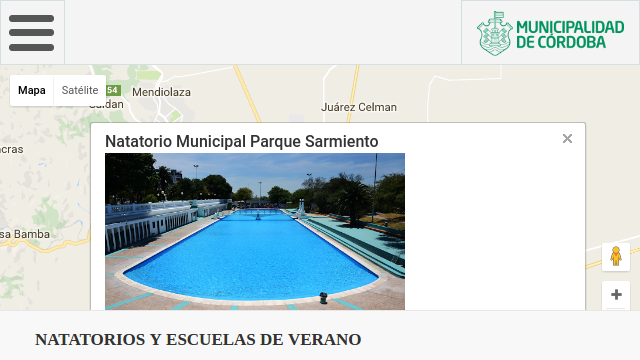 MUNICIPALIDAD
DE CÓRDOBA
Mapa
Satélite
54
Saldan
Mendiolaza
Juárez Celman
Natatorio Municipal Parque Sarmiento
acras
sa Bamba
NATATORIOS Y ESCUELAS DE VERANO